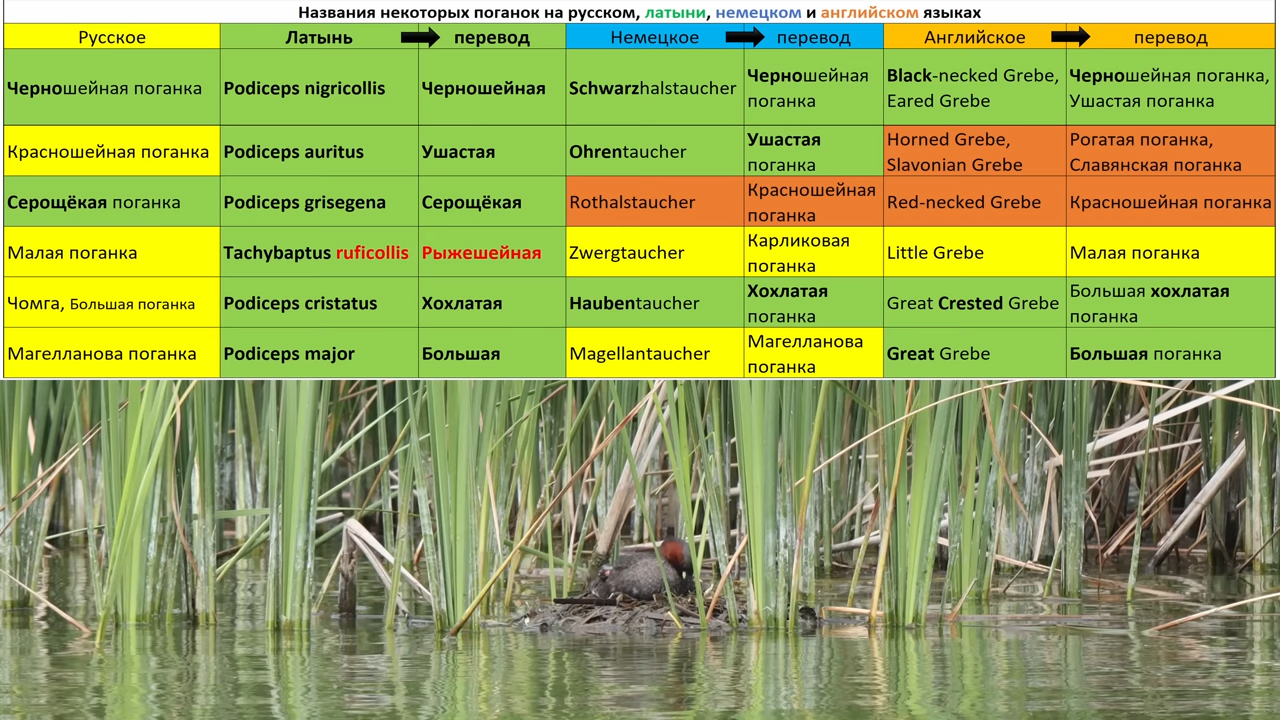 Названия некоторых поганок на русском, латыни, немецком и английском языках
Русское Латынь перевод Немецкое перевод Английское перевод
Черношейная поганка Podiceps nigricollis Черношейная Schwarzhalstaucher Черношейная поганка Black-necked Grebe, Eared Grebe Черношейная поганка, Ушастая поганка
Красношейная поганка Podiceps auritus Ушастая Ohrentaucher Ушастая поганка Horned Grebe, Slavonian Grebe Рогатая поганка, Славянская поганка
Серощёкая поганка Podiceps grisegena Серощёкая Rothalstaucher Красношейная поганка Red-necked Grebe Красношейная поганка
Малая поганка Tachybaptus ruficollis Рыжешейная Zwergtaucher Карликовая поганка Little Grebe Малая поганка
Чомга, Большая поганка Podiceps cristatus Хохлатая Haubentaucher Хохлатая поганка Great Crested Grebe Большая хохлатая поганка
Магелланова поганка Podiceps major Большая Magellantaucher Магелланова поганка Great Grebe Большая поганка